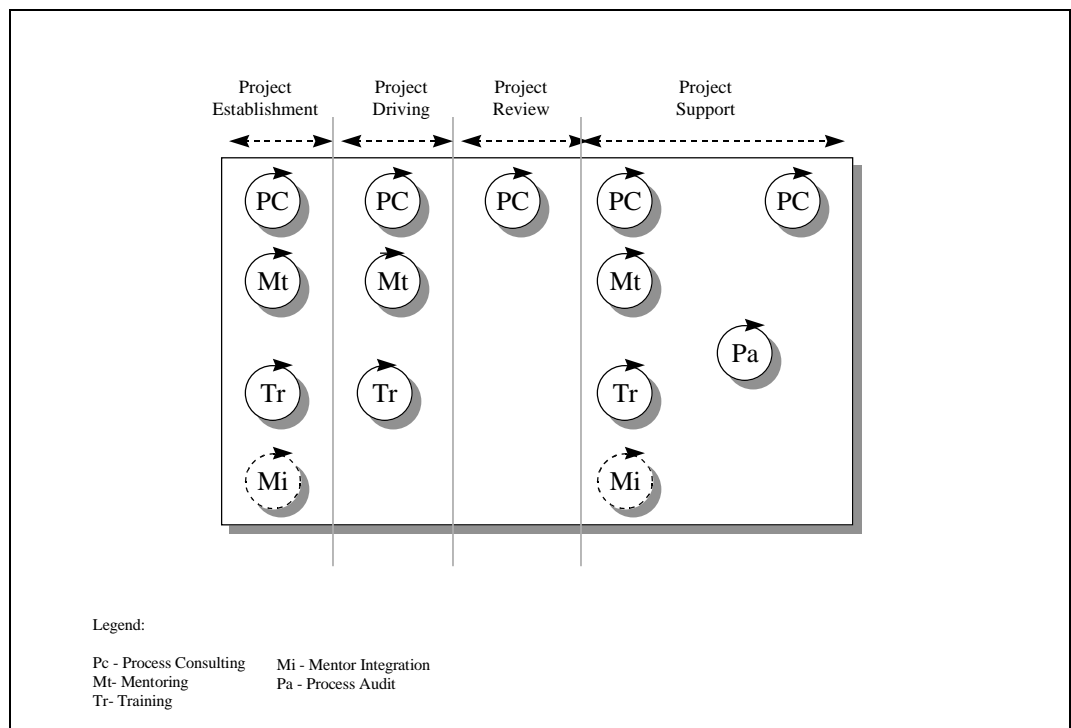 Project Establishment
Project Driving
Project Review
Project Support
PC PC PC PC PC
Mt Mt Mt
Pa
Tr Tr Tr
Mi Mi
Legend:
Pc - Process Consulting
Mt- Mentoring
Tr- Training
Mi - Mentor Integration
Pa - Process Audit